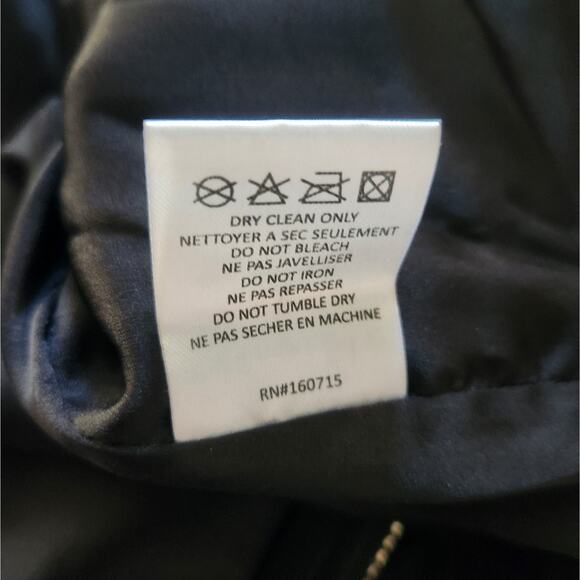 DRY CLEAN ONLY
NETTOYER A SEC SEULEMENT
DO NOT BLEACH
NE PAS JAVELLISER
DO NOT IRON
NE PAS REPASSER
DO NOT TUMBLE DRY
NE PAS SECHER EN MACHINE
RN#160715